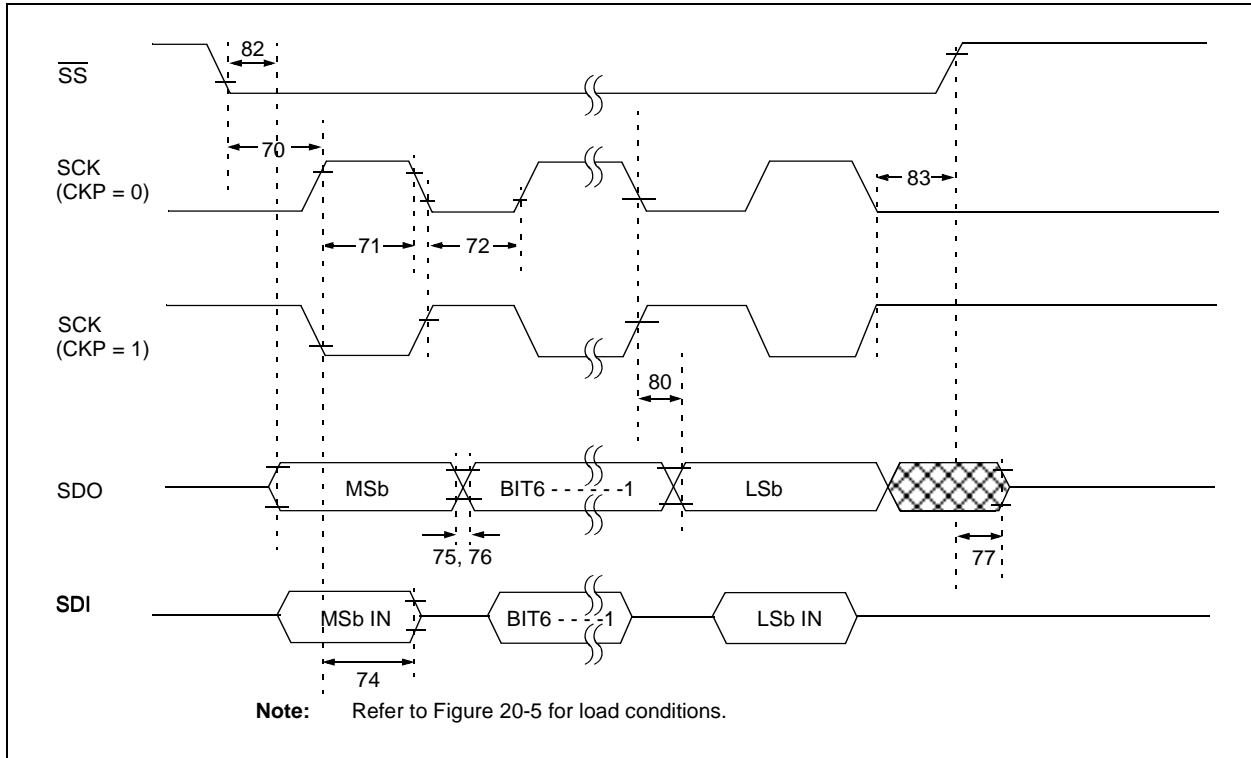 82
SS
70
SCK
(CKP = 0)
83
71
72
SCK
(CKP = 1)
80
SDO
MSb
BIT6 - - - - - -1
LSb
75, 76
77
SDI
MSb IN
BIT6 - - - -1
LSb IN
74
Note: Refer to Figure 20-5 for load conditions.